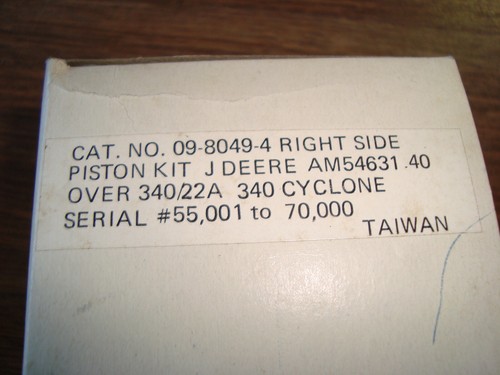 CAT. NO. 09-8049-4 RIGHT SIDE
PISTON KIT J DEERE AM54631 .40
OVER 340/22A 340 CYCLONE
SERIAL #55,001 to 70,000
TAIWAN